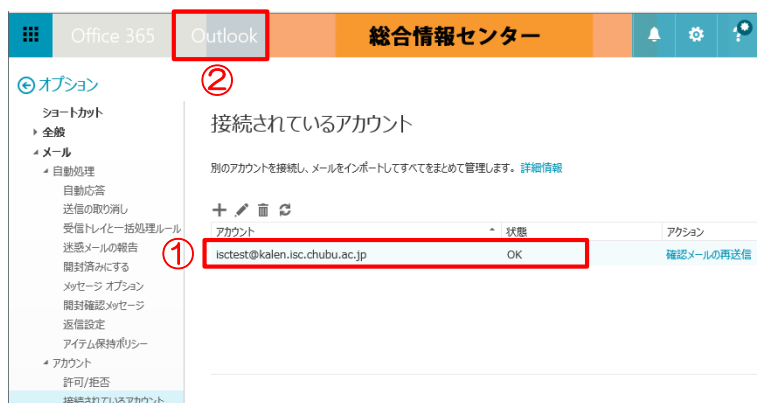 Office 365 Outlook 総合情報センター
②
オプション
ショートカット
全般
メール
自動処理
自動応答
送信の取り消し
受信トレイと一括処理ルール
迷惑メールの報告
開封済みにする
メッセージ オプション
開封確認メッセージ
返信設定
アイテム保持ポリシー
アカウント
許可/拒否
接続されているアカウント
接続されているアカウント
別のアカウントを接続し、メールをインポートしてすべてをまとめて管理します。 詳細情報
アカウント 状態 アクション
①
isctest@kalen.isc.chubu.ac.jp OK 確認メールの再送信